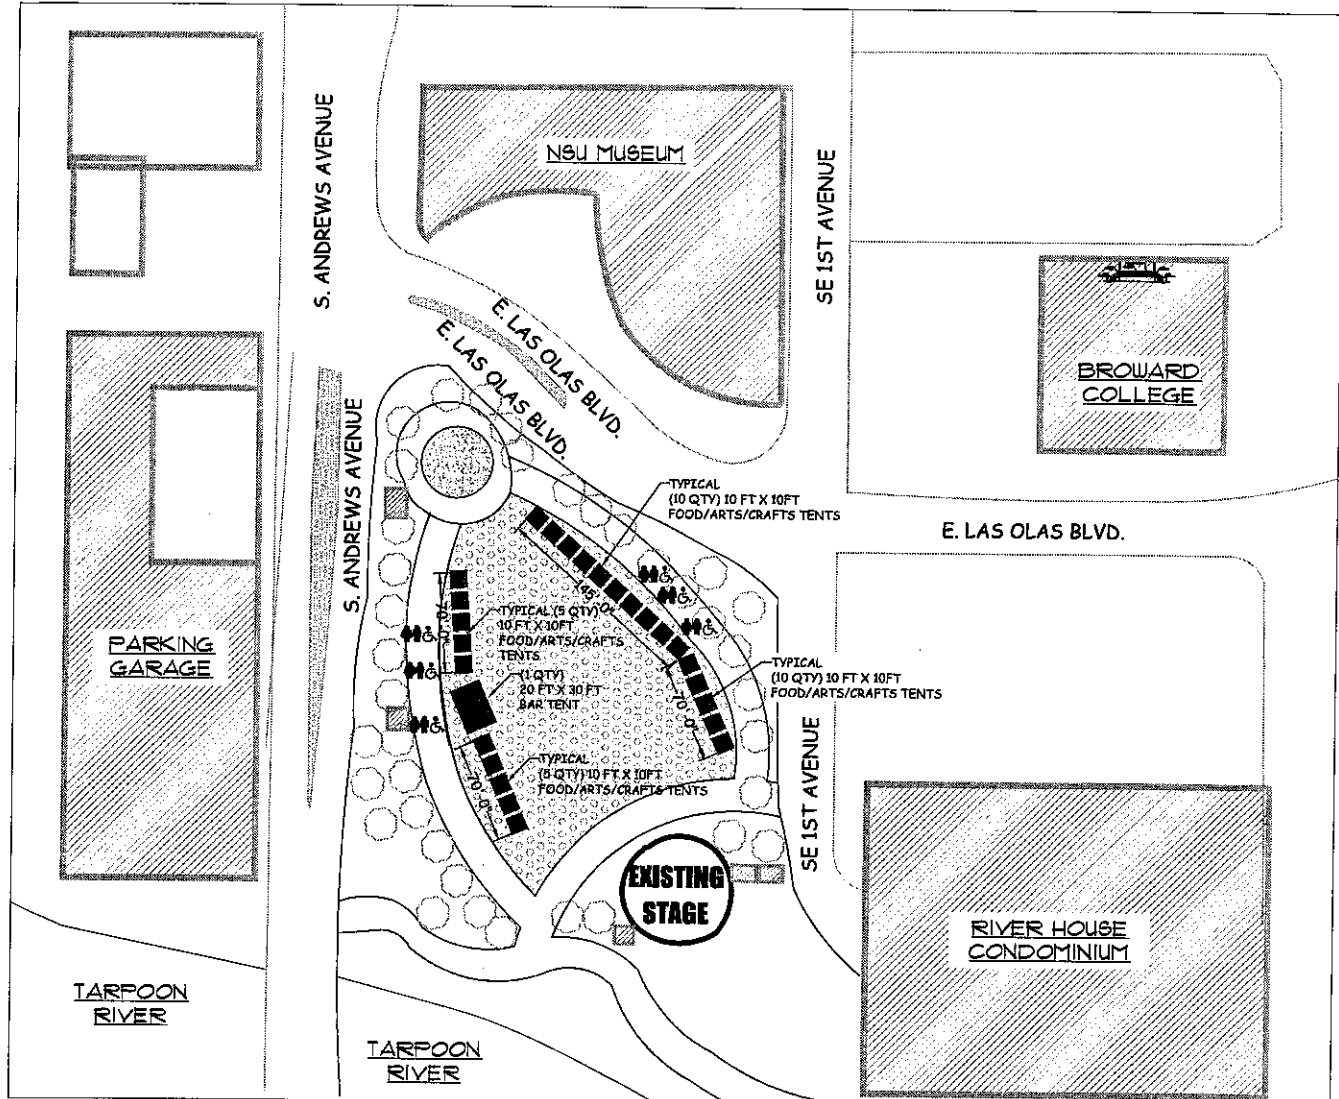 S. ANDREWS AVENUE
NSU MUSEUM
SE 1ST AVENUE
E. LAS OLAS BLVD.
E. LAS OLAS BLVD.
BROWARD
COLLEGE
S. ANDREWS AVENUE
TYPICAL
(10 QTY) 10 FT X 10FT
FOOD/ARTS/CRAFTS TENTS
E. LAS OLAS BLVD.
145'-0"
70'-0"
TYPICAL (5 QTY)
10 FT X 10FT
FOOD/ARTS/CRAFTS
TENTS
PARKING
GARAGE
TYPICAL
(10 QTY) 10 FT X 10FT
FOOD/ARTS/CRAFTS TENTS
70'-0"
(1 QTY)
20 FT X 30 FT
BAR TENT
TYPICAL
(5 QTY) 10 FT X 10FT
FOOD/ARTS/CRAFTS TENTS
70'-0"
SE 1ST AVENUE
EXISTING
STAGE
RIVER HOUSE
CONDOMINIUM
TARPOON
RIVER
TARPOON
RIVER